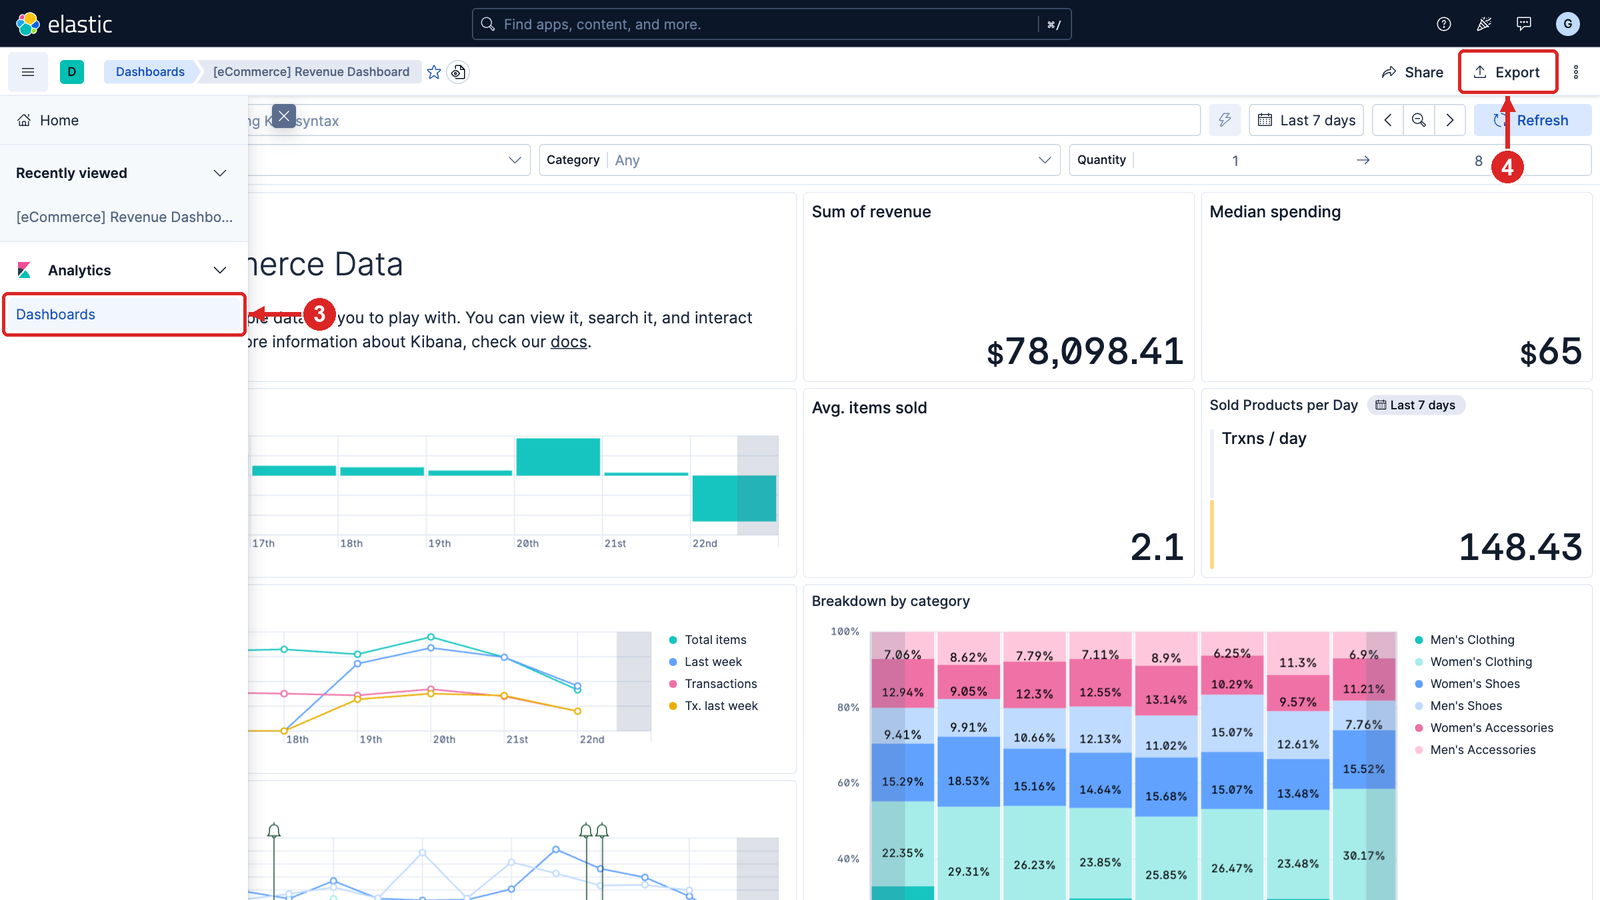 elastic
Find apps, content, and more.
⌘/
G
D
Dashboards
[eCommerce] Revenue Dashboard
Share
Export
Home
syntax
Last 7 days
Refresh
4
Recently viewed
Category
Any
Quantity
1
→
8
[eCommerce] Revenue Dashbo...
Analytics
Dashboards
3
merce Data
you to play with. You can view it, search it, and interact
ore information about Kibana, check our docs.
Sum of revenue
$78,098.41
Median spending
$65
Avg. items sold
2.1
Sold Products per Day
Last 7 days
Trxns / day
148.43
17th
18th
19th
20th
21st
22nd
Total items
Last week
Transactions
Tx. last week
18th
19th
20th
21st
22nd
Breakdown by category
100%
80%
60%
40%
7.06%
8.62%
7.79%
7.11%
8.9%
6.25%
11.3%
6.9%
12.94%
9.05%
12.3%
12.55%
13.14%
10.29%
9.57%
11.21%
9.41%
9.91%
10.66%
12.13%
11.02%
15.07%
12.61%
7.76%
15.29%
18.53%
15.16%
14.64%
15.68%
15.07%
13.48%
15.52%
22.35%
29.31%
26.23%
23.85%
25.85%
26.47%
23.48%
30.17%
Men's Clothing
Women's Clothing
Women's Shoes
Men's Shoes
Women's Accessories
Men's Accessories